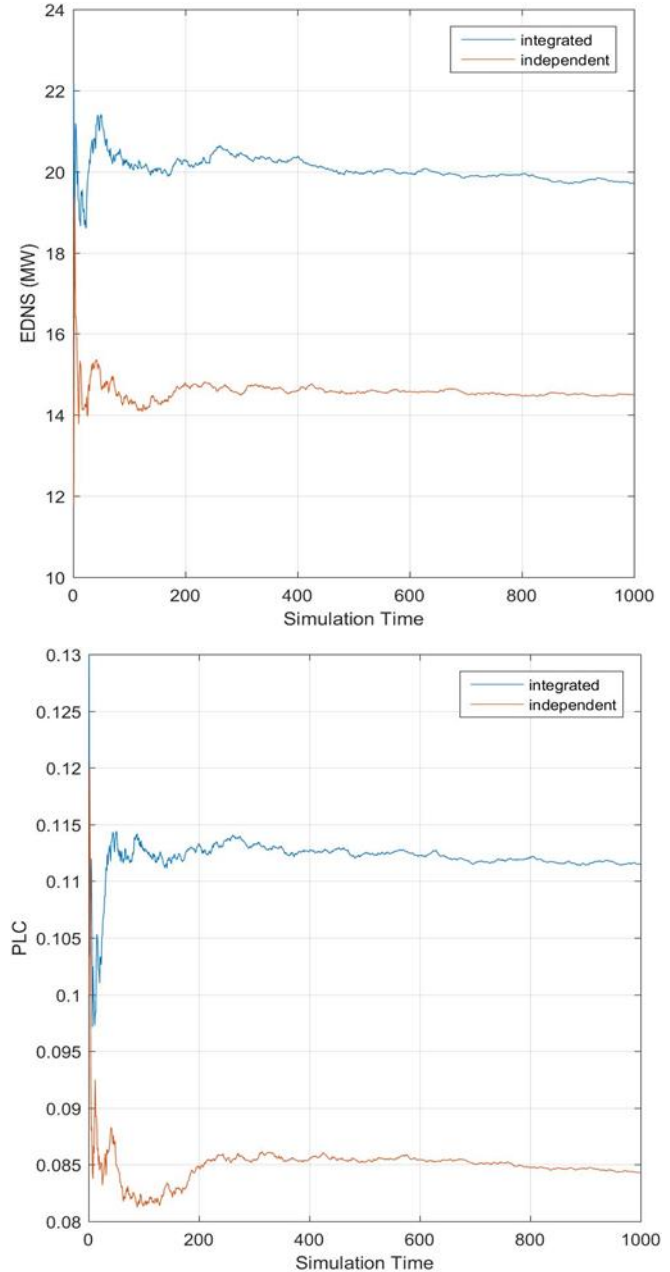 24
22
20
18
16
14
12
10
EDNS (MW)
integrated
independent
0 200 400 600 800 1000
Simulation Time
0.13
0.125
0.12
0.115
0.11
0.105
0.1
0.095
0.09
0.085
0.08
PLC
integrated
independent
0 200 400 600 800 1000
Simulation Time